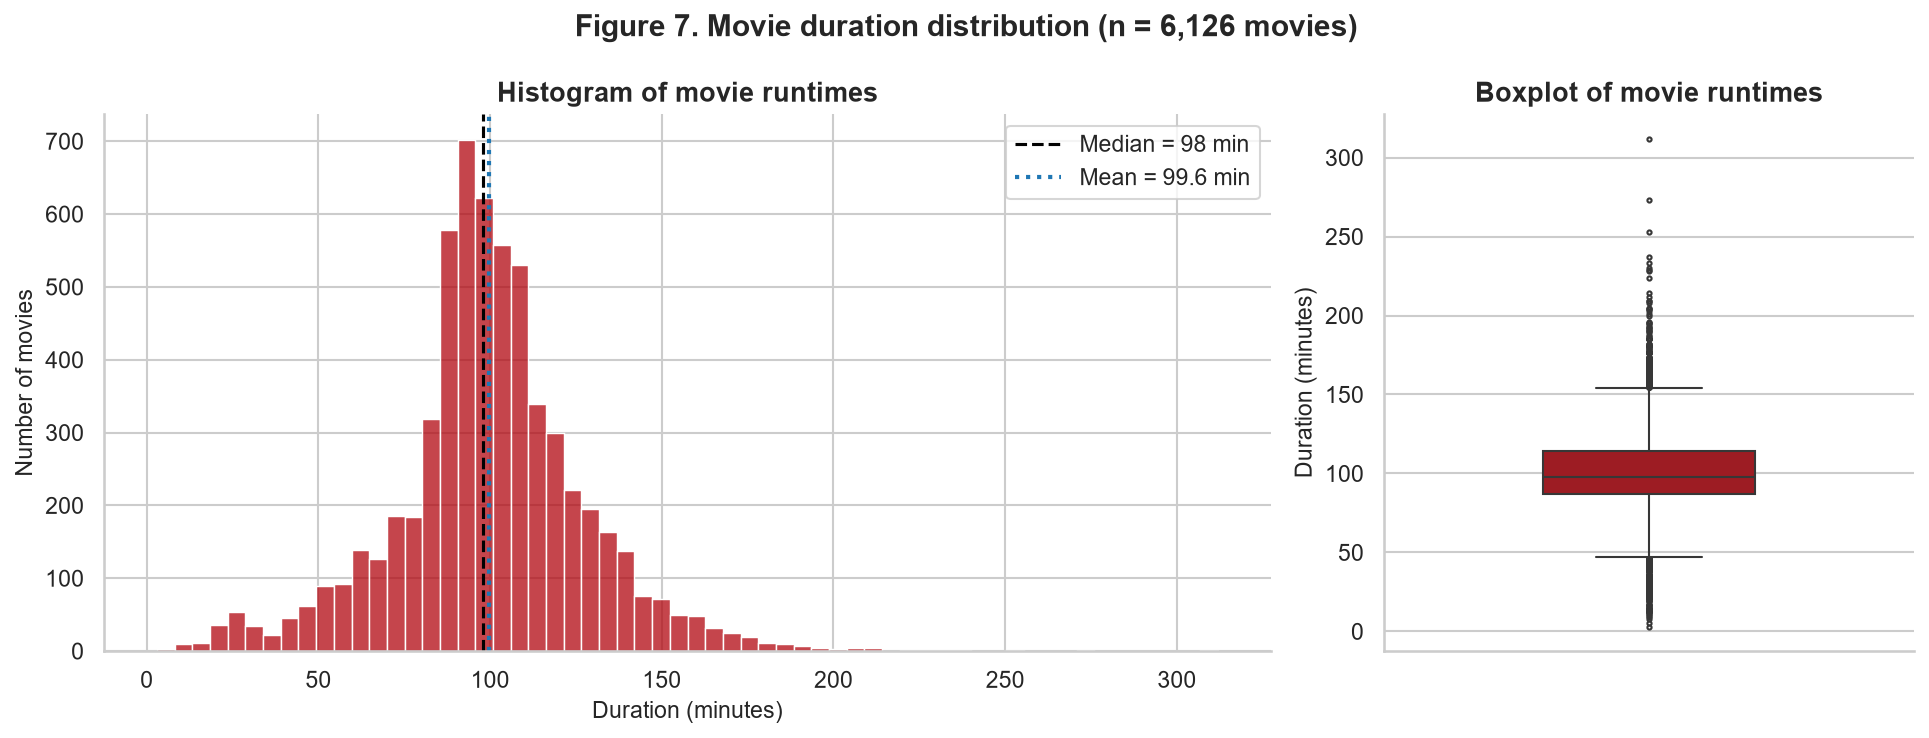 Figure 7. Movie duration distribution (n = 6,126 movies)
Histogram of movie runtimes
Number of movies
700
600
500
400
300
200
100
0
Median = 98 min
Mean = 99.6 min
0 50 100 150 200 250 300
Duration (minutes)
Boxplot of movie runtimes
Duration (minutes)
300
250
200
150
100
50
0